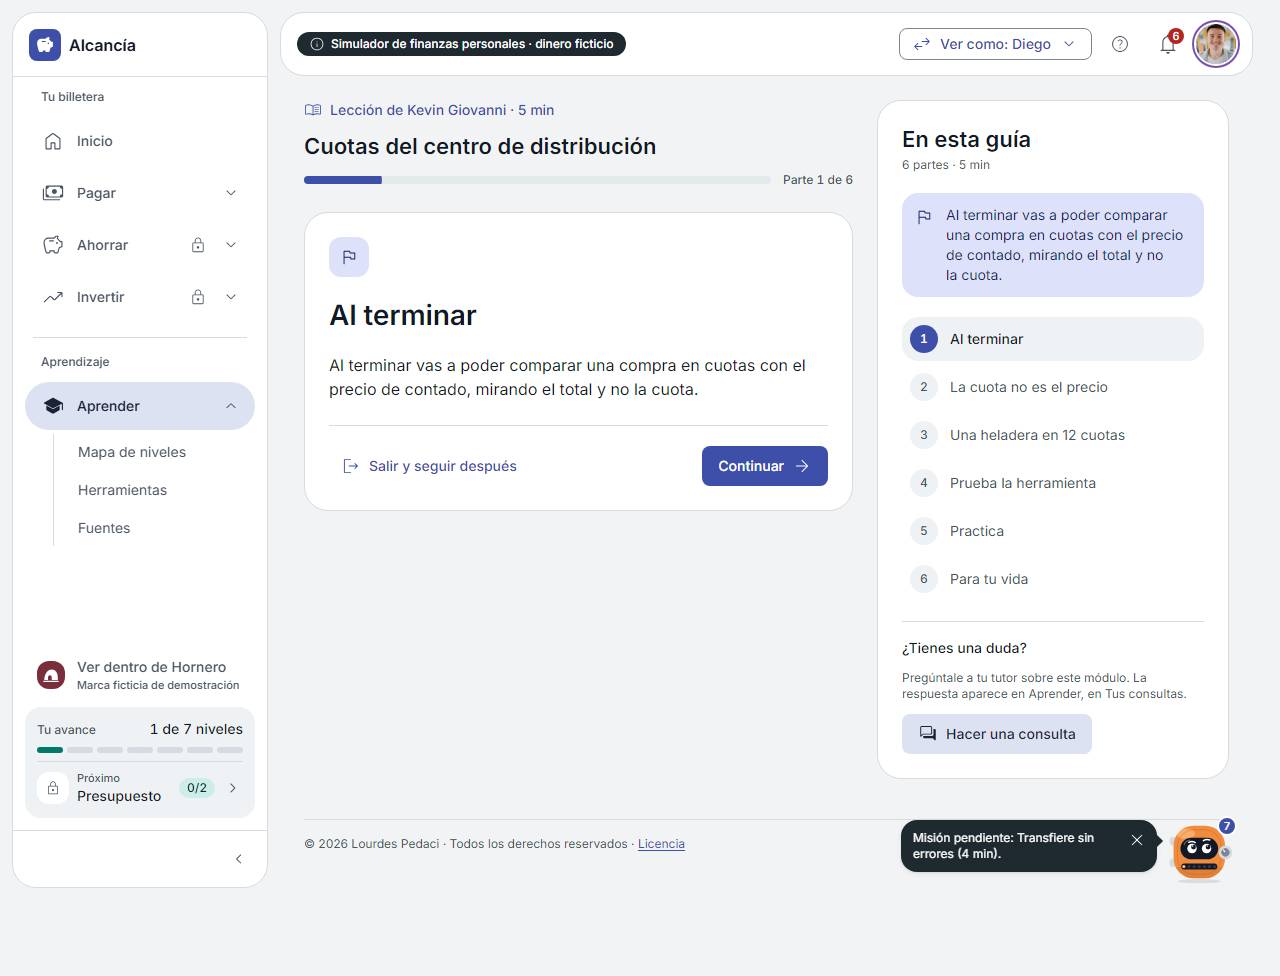 Alcancía
Tu billetera
Inicio
Pagar
Ahorrar
Invertir
Aprendizaje
Aprender
Mapa de niveles
Herramientas
Fuentes
Ver dentro de Hornero
Marca ficticia de demostración
Tu avance
1 de 7 niveles
Próximo
Presupuesto
0/2
Simulador de finanzas personales · dinero ficticio
Ver como: Diego
6
Lección de Kevin Giovanni · 5 min
Cuotas del centro de distribución
Parte 1 de 6
Al terminar
Al terminar vas a poder comparar una compra en cuotas con el
precio de contado, mirando el total y no la cuota.
Salir y seguir después
Continuar
En esta guía
6 partes · 5 min
Al terminar vas a poder comparar
una compra en cuotas con el precio
de contado, mirando el total y no
la cuota.
1 Al terminar
2 La cuota no es el precio
3 Una heladera en 12 cuotas
4 Prueba la herramienta
5 Practica
6 Para tu vida
¿Tienes una duda?
Pregúntale a tu tutor sobre este módulo. La
respuesta aparece en Aprender, en Tus consultas.
Hacer una consulta
© 2026 Lourdes Pedaci · Todos los derechos reservados · Licencia
Misión pendiente: Transfiere sin
errores (4 min).
7